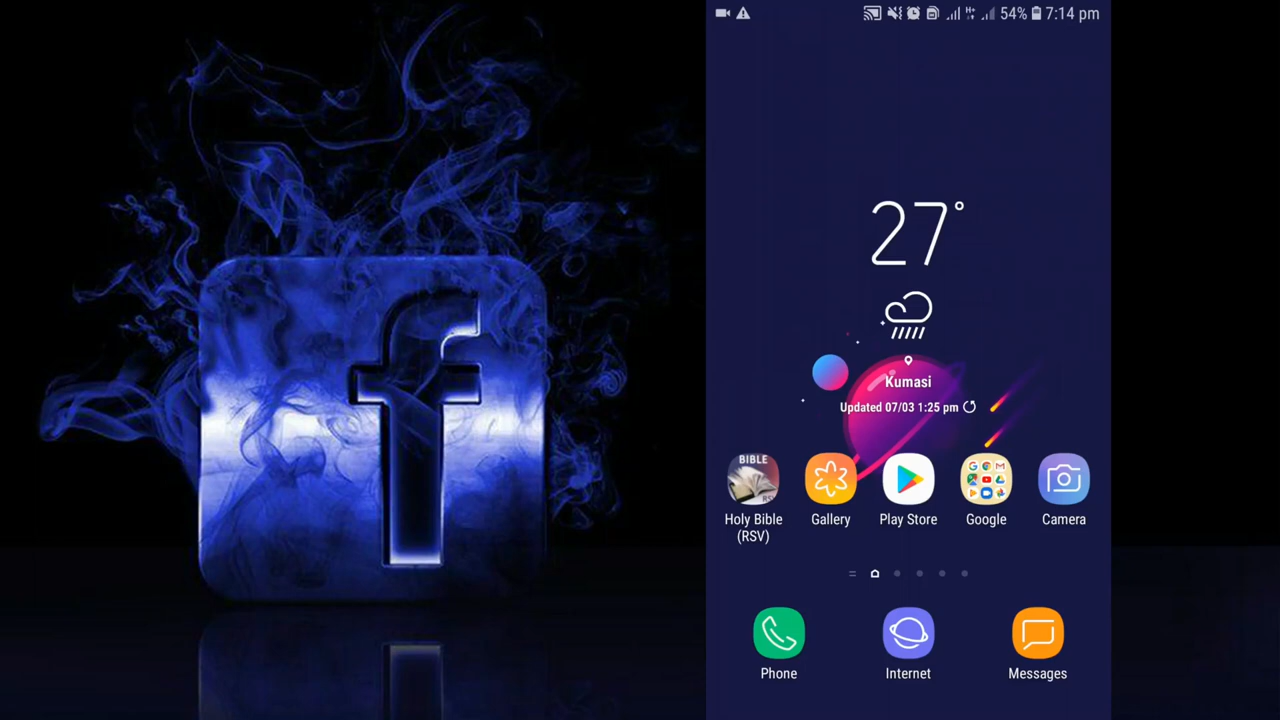 f
54% 7:14 pm
27°
Kumasi
Updated 07/03 1:25 pm
BIBLE
RSV
Holy Bible
(RSV)
Gallery
Play Store
Google
Camera
Phone
Internet
Messages